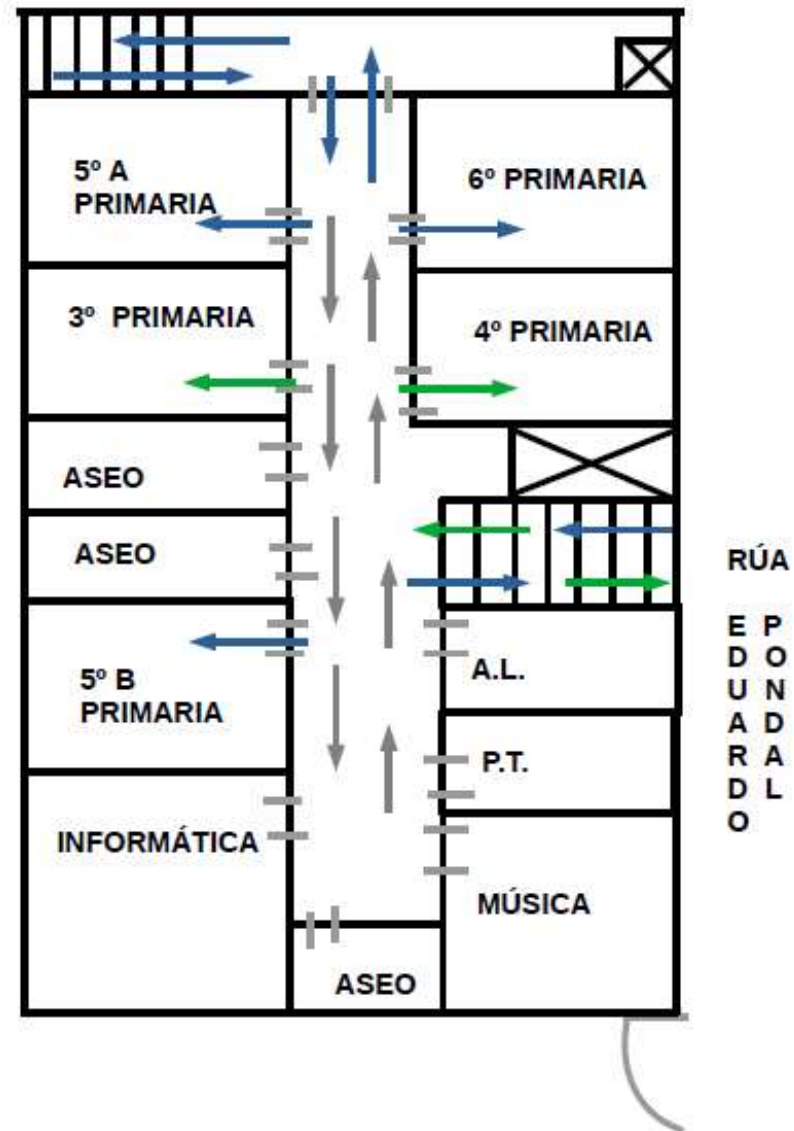 5º A
PRIMARIA
6º PRIMARIA
3º PRIMARIA
4º PRIMARIA
ASEO
ASEO
5º B
PRIMARIA
A.L.
P.T.
INFORMÁTICA
MÚSICA
ASEO
RÚA
EDUARDO
PONDAL